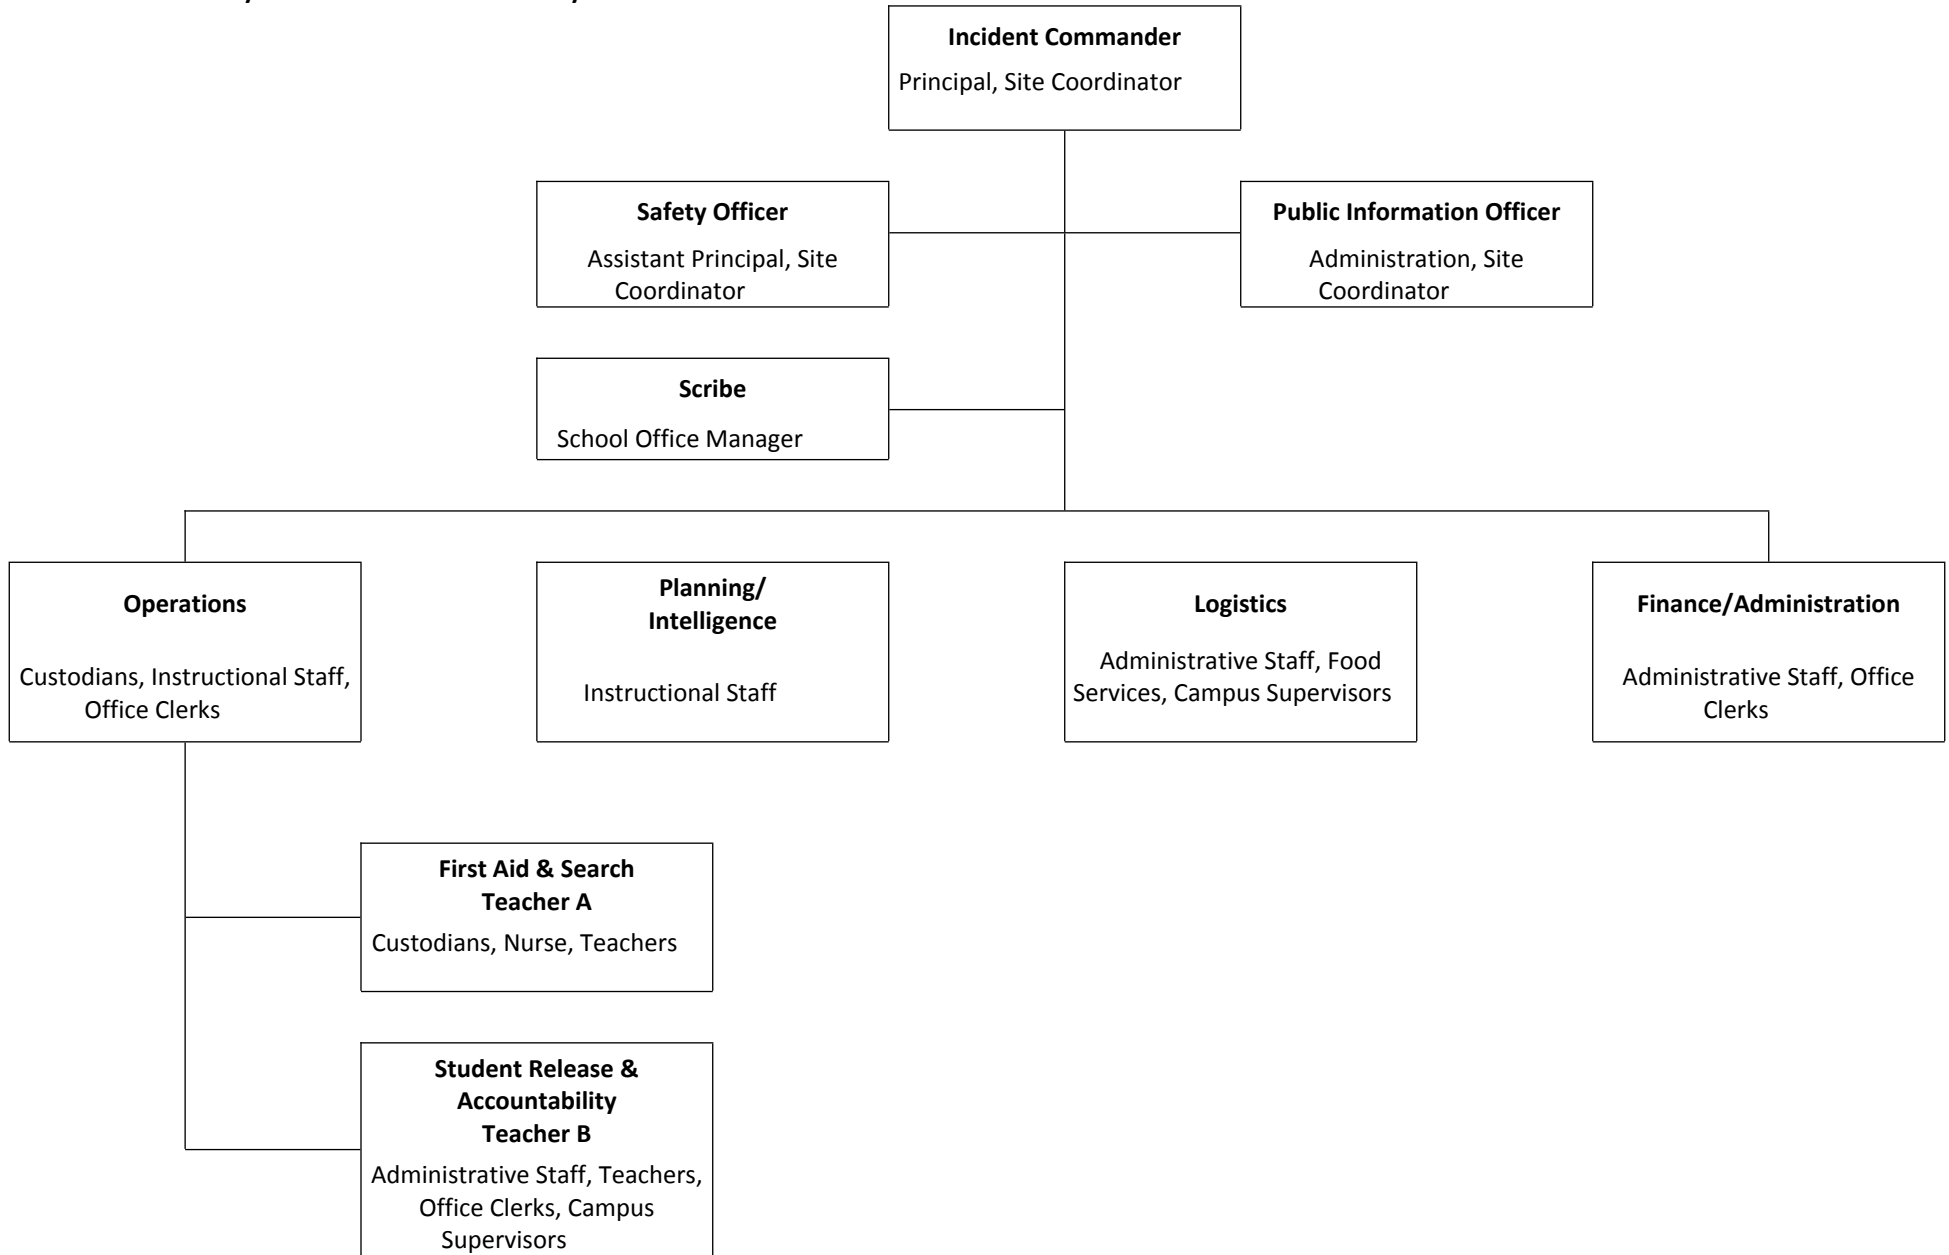 Incident Commander
Principal, Site Coordinator
Safety Officer
Assistant Principal, Site
Coordinator
Public Information Officer
Administration, Site
Coordinator
Scribe
School Office Manager
Operations
Custodians, Instructional Staff,
Office Clerks
Planning/
Intelligence
Instructional Staff
Logistics
Administrative Staff, Food
Services, Campus Supervisors
Finance/Administration
Administrative Staff, Office
Clerks
First Aid & Search
Teacher A
Custodians, Nurse, Teachers
Student Release &
Accountability
Teacher B
Administrative Staff, Teachers,
Office Clerks, Campus
Supervisors